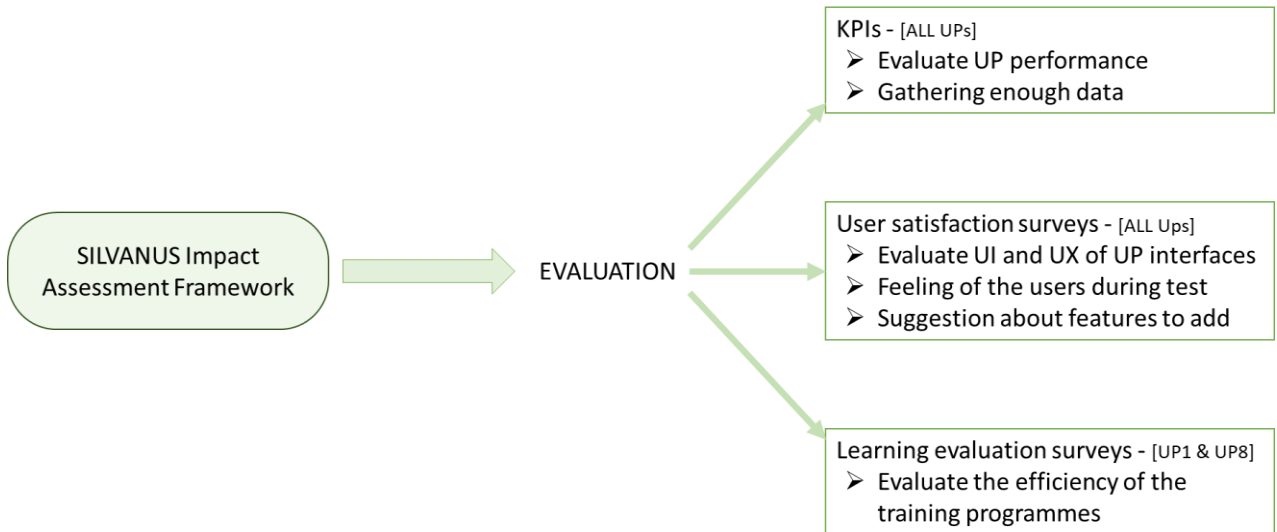 SILVANUS Impact
Assessment Framework
EVALUATION
KPIs - [ALL UPs]
➢ Evaluate UP performance
➢ Gathering enough data
User satisfaction surveys - [ALL Ups]
➢ Evaluate UI and UX of UP interfaces
➢ Feeling of the users during test
➢ Suggestion about features to add
Learning evaluation surveys - [UP1 & UP8]
➢ Evaluate the efficiency of the
training programmes